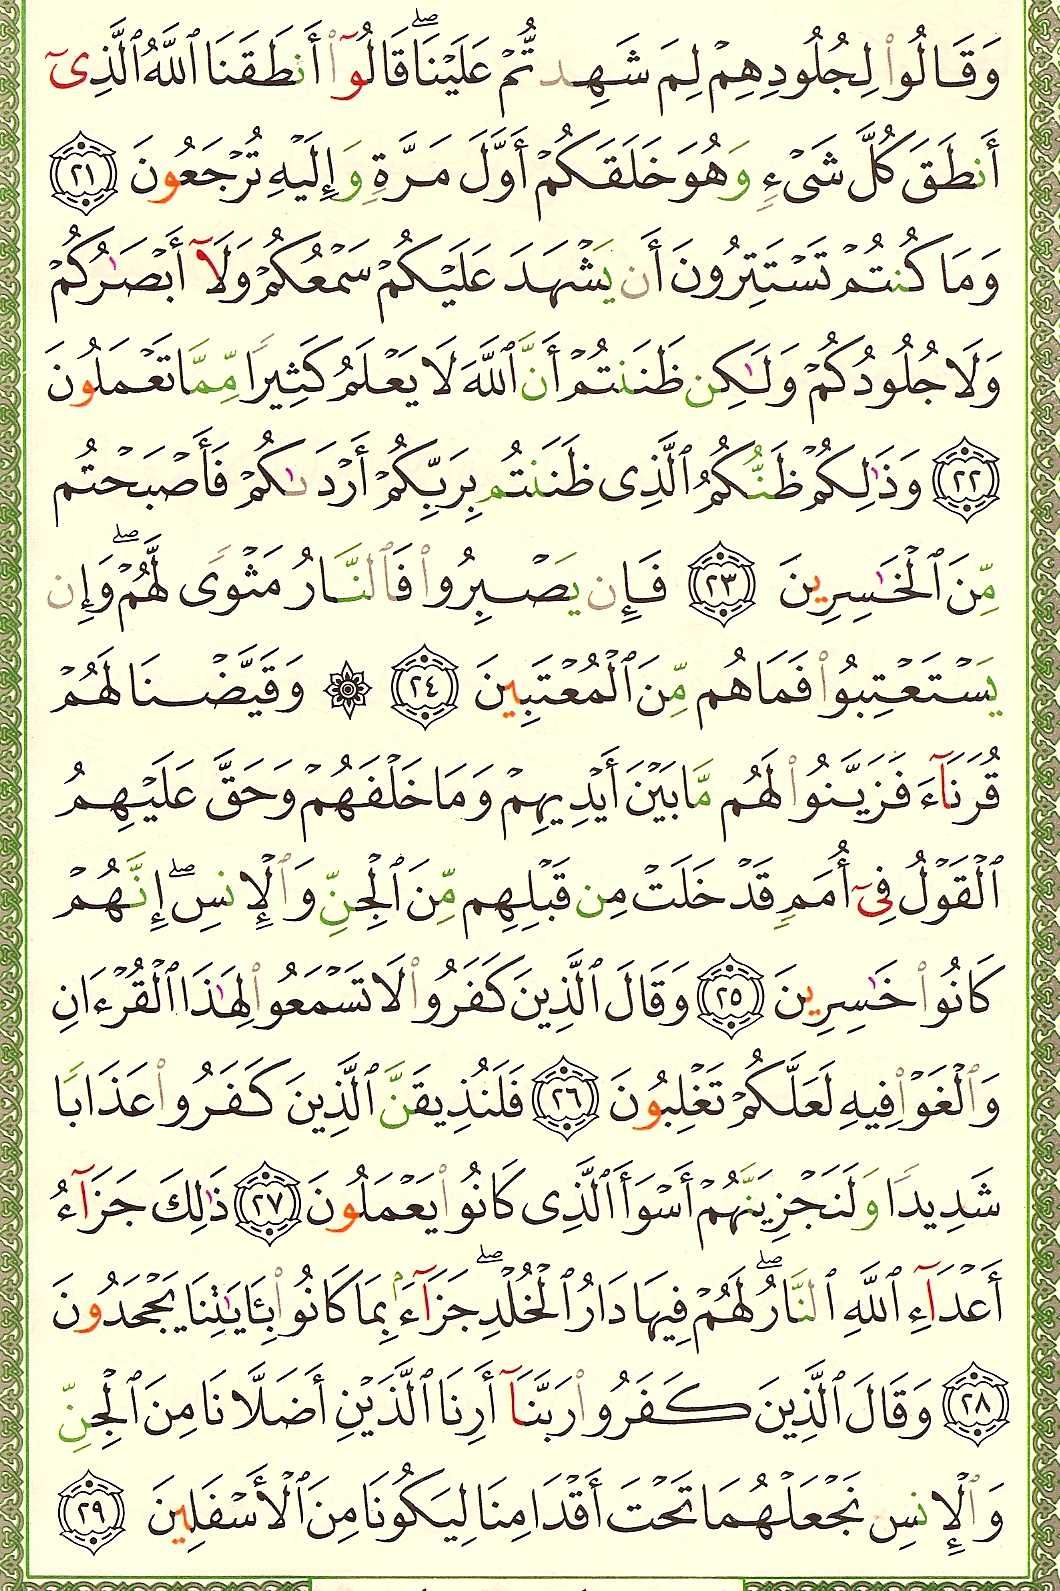 وَقَالُوا۟ لِجُلُودِهِمْ لِمَ شَهِدتُّمْ عَلَيْنَا ۖ قَالُوٓا۟ أَنطَقَنَا ٱللَّهُ ٱلَّذِىٓ
أَنطَقَ كُلَّ شَىْءٍ وَهُوَ خَلَقَكُمْ أَوَّلَ مَرَّةٍ وَإِلَيْهِ تُرْجَعُونَ ٢١
وَمَا كُنتُمْ تَسْتَتِرُونَ أَن يَشْهَدَ عَلَيْكُمْ سَمْعُكُمْ وَلَآ أَبْصَٰرُكُمْ
وَلَا جُلُودُكُمْ وَلَٰكِن ظَنَنتُمْ أَنَّ ٱللَّهَ لَا يَعْلَمُ كَثِيرًا مِّمَّا تَعْمَلُونَ
٢٢ وَذَٰلِكُمْ ظَنُّكُمُ ٱلَّذِى ظَنَنتُم بِرَبِّكُمْ أَرْدَىٰكُمْ فَأَصْبَحْتُم
مِّنَ ٱلْخَٰسِرِينَ ٢٣ فَإِن يَصْبِرُوا۟ فَٱلنَّارُ مَثْوًى لَّهُمْ ۖ وَإِن
يَسْتَعْتِبُوا۟ فَمَا هُم مِّنَ ٱلْمُعْتَبِينَ ٢٤ ۞ وَقَيَّضْنَا لَهُمْ
قُرَنَآءَ فَزَيَّنُوا۟ لَهُم مَّا بَيْنَ أَيْدِيهِمْ وَمَا خَلْفَهُمْ وَحَقَّ عَلَيْهِمُ
ٱلْقَوْلُ فِىٓ أُمَمٍ قَدْ خَلَتْ مِن قَبْلِهِم مِّنَ ٱلْجِنِّ وَٱلْإِنسِ ۖ إِنَّهُمْ
كَانُوا۟ خَٰسِرِينَ ٢٥ وَقَالَ ٱلَّذِينَ كَفَرُوا۟ لَا تَسْمَعُوا۟ لِهَٰذَا ٱلْقُرْءَانِ
وَٱلْغَوْا۟ فِيهِ لَعَلَّكُمْ تَغْلِبُونَ ٢٦ فَلَنُذِيقَنَّ ٱلَّذِينَ كَفَرُوا۟ عَذَابًا
شَدِيدًا وَلَنَجْزِيَنَّهُمْ أَسْوَأَ ٱلَّذِى كَانُوا۟ يَعْمَلُونَ ٢٧ ذَٰلِكَ جَزَآءُ
أَعْدَآءِ ٱللَّهِ ٱلنَّارُ ۖ لَهُمْ فِيهَا دَارُ ٱلْخُلْدِ ۖ جَزَآءًۢ بِمَا كَانُوا۟ بِـَٔايَٰتِنَا يَجْحَدُونَ
٢٨ وَقَالَ ٱلَّذِينَ كَفَرُوا۟ رَبَّنَآ أَرِنَا ٱلَّذَيْنِ أَضَلَّانَا مِنَ ٱلْجِنِّ
وَٱلْإِنسِ نَجْعَلْهُمَا تَحْتَ أَقْدَامِنَا لِيَكُونَا مِنَ ٱلْأَسْفَلِينَ ٢٩